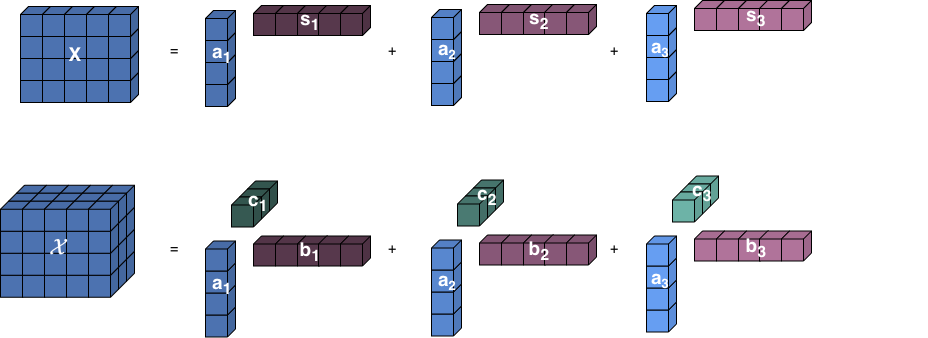 X = a₁ s₁ + a₂ s₂ + a₃ s₃
𝒳 = a₁ b₁ c₁ + a₂ b₂ c₂ + a₃ b₃ c₃